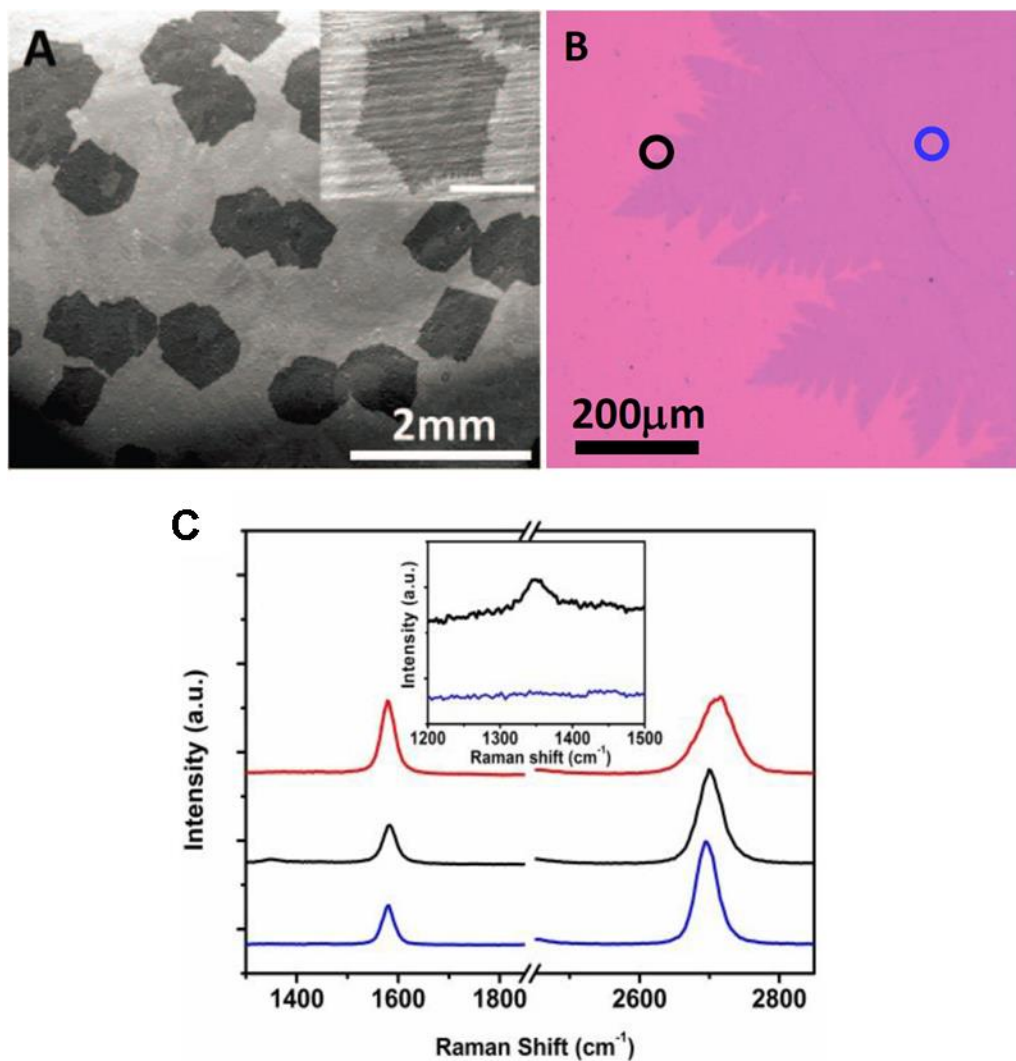 A
2mm
B
200μm
C
Intensity (a.u.)
Raman Shift (cm-1)
1400 1600 1800 2600 2800
Intensity (a.u.)
1200 1300 1400 1500
Raman shift (cm-1)